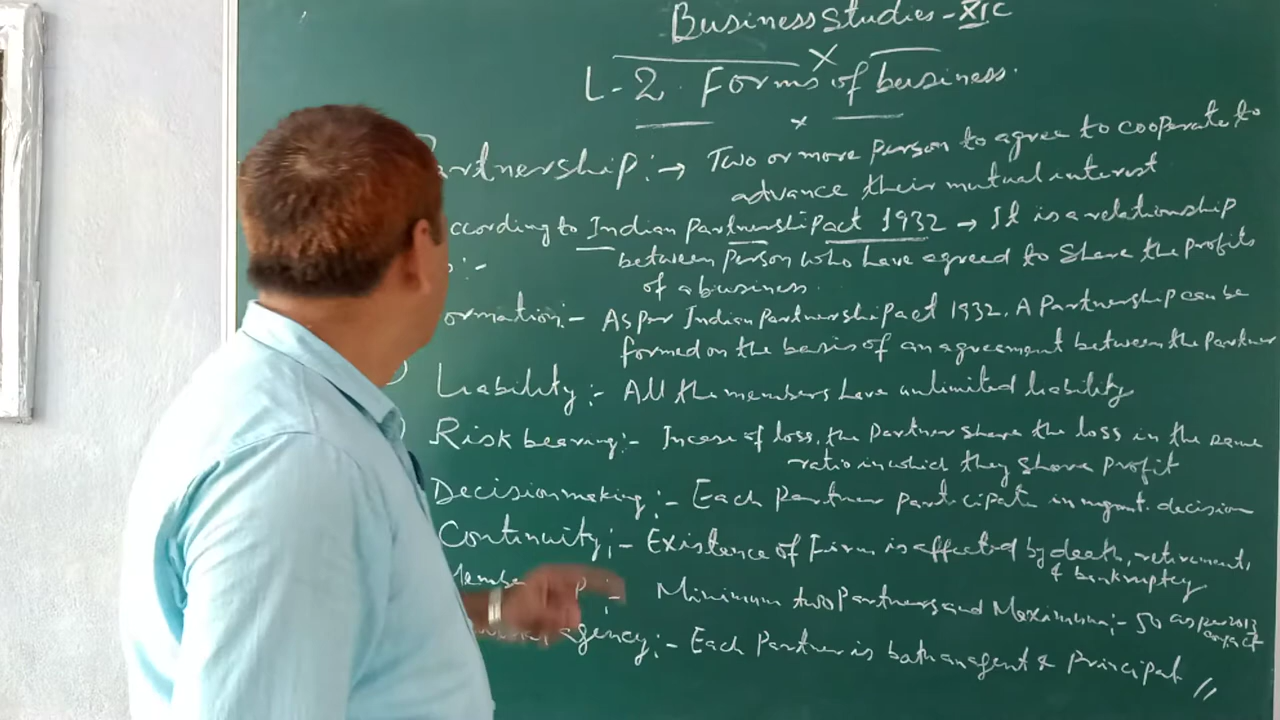 Business Studies - XI C
L-2. Forms of business.
artnership :→ Two or more person to agree to cooperate to
advance their mutual interest
ccording to Indian Partnership act 1932 → It is a relationship
between person who have agreed to share the profits
of a business.
ormation :- As per Indian Partnership act 1932. A Partnership can be
formed on the basis of an agreement between the Partner
Liability :- All the members have unlimited liability
Risk bearing :- Incase of loss, the Partner share the loss in the same
ratio in which they share profit
Decision making :- Each Partner participate in mgmt. decision
Continuity :- Existence of Firm is affected by death, retirement,
& bankruptcy
Membe p :- Minimum two Partners and Maximum :- 50 as per 2013
agency :- Each Partner is both an agent & Principal